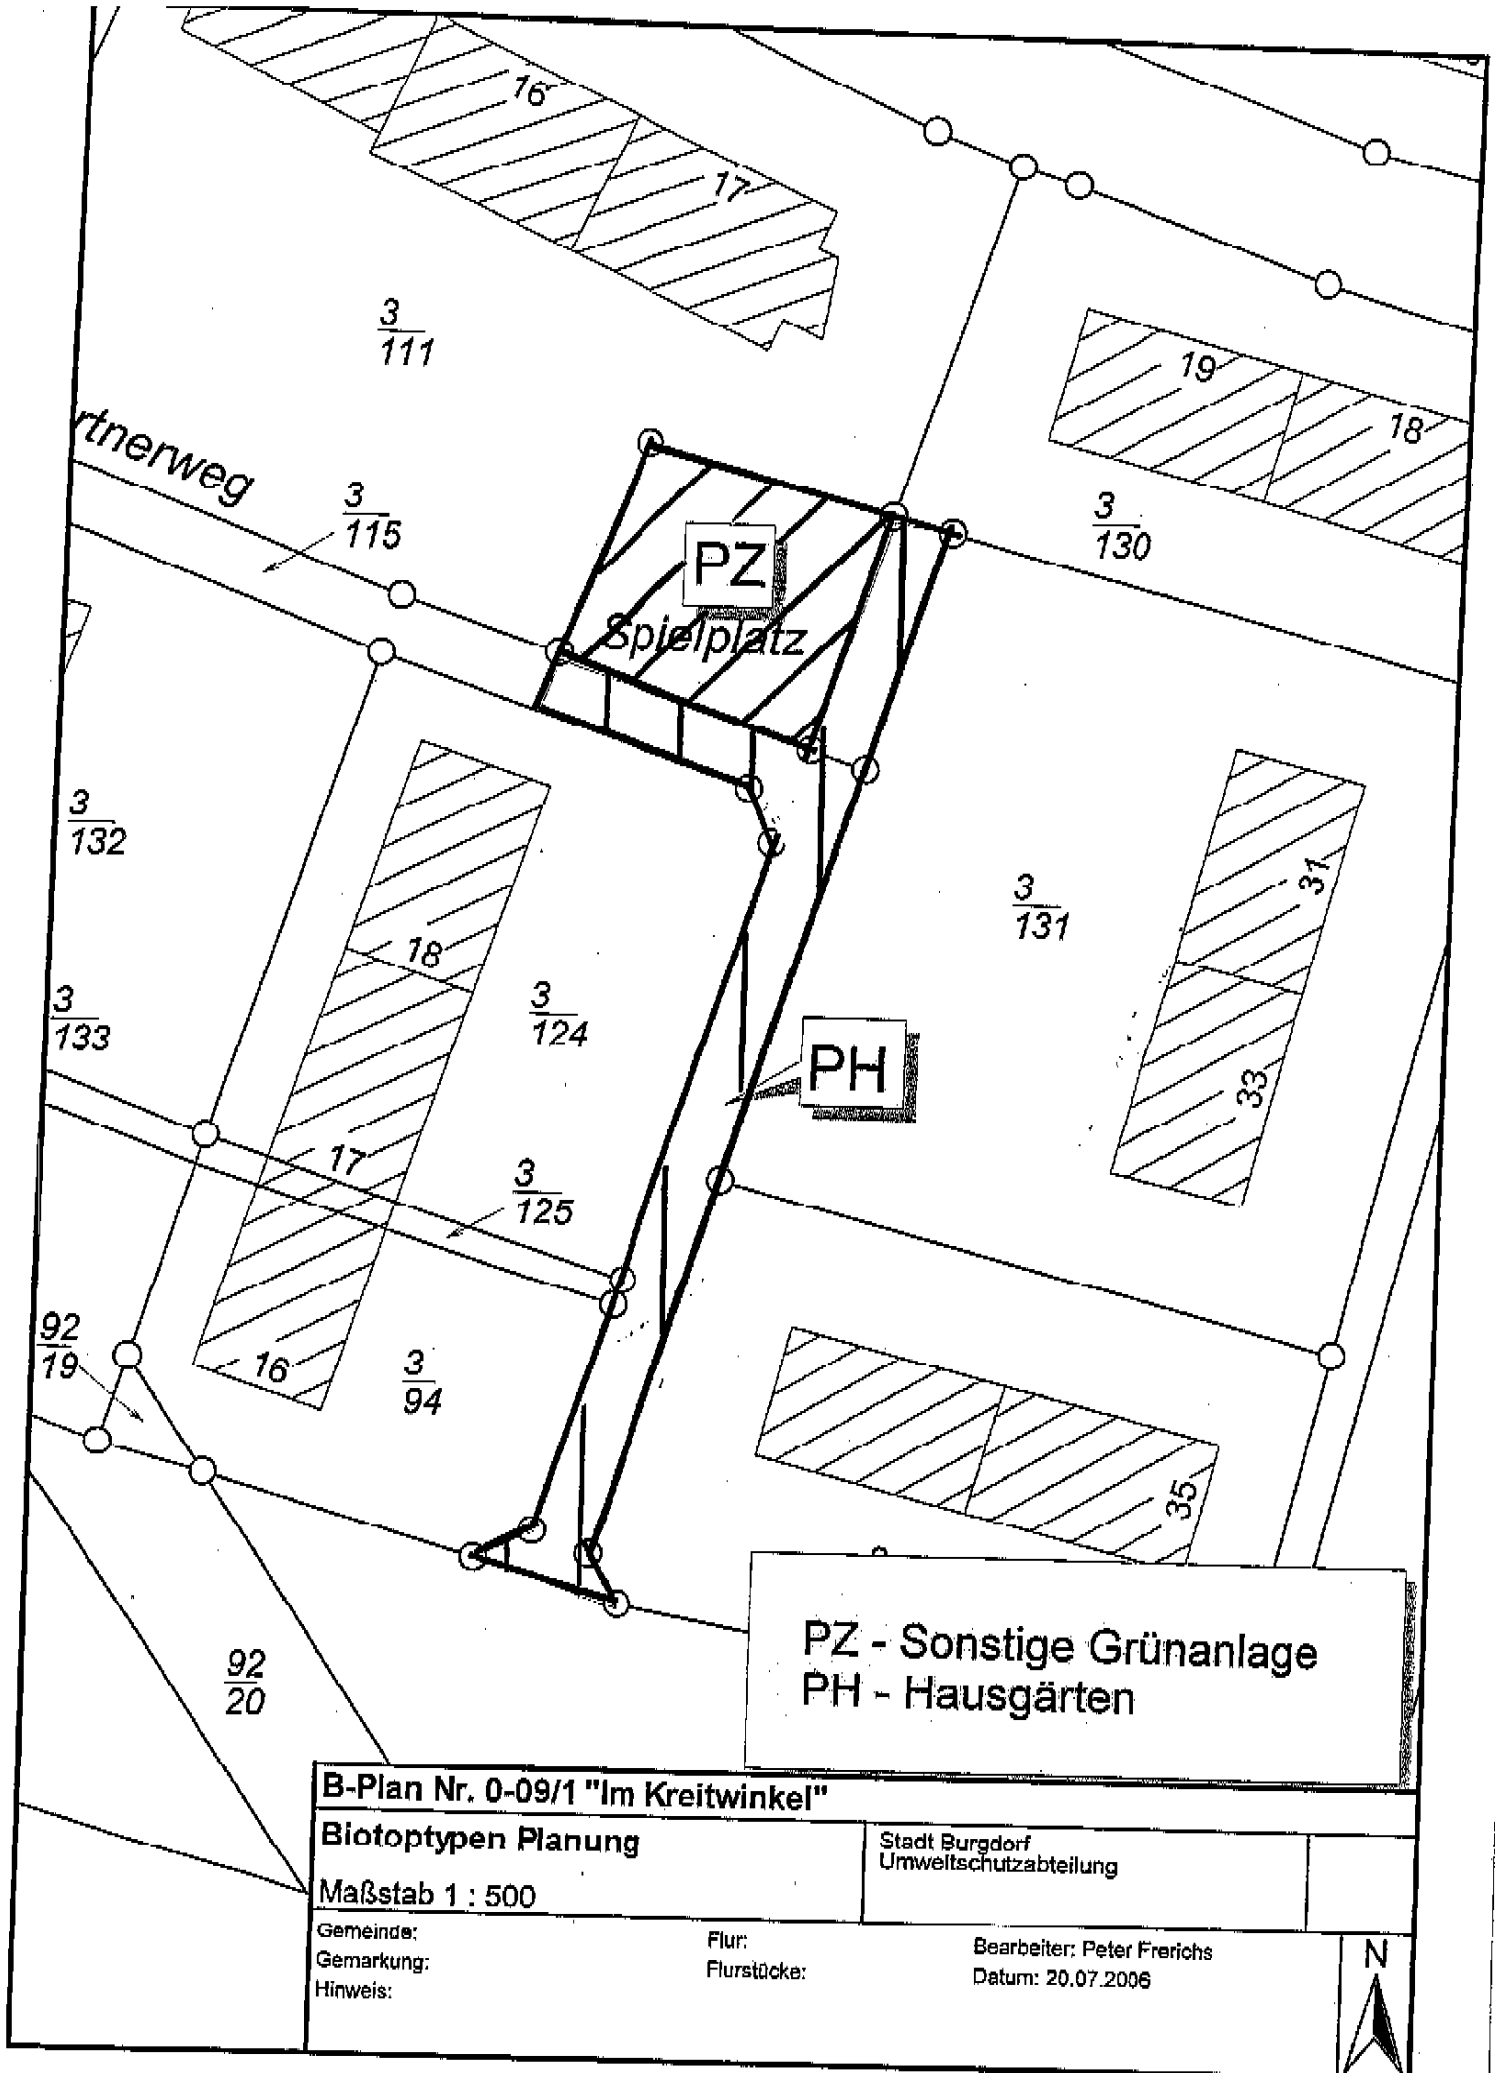 16
17
3
111
19
18
rtnerweg
3
115
3
130
PZ
Spielplatz
3
132
31
3
131
18
3
133
3
124
PH
33
17
3
125
92
19
16
3
94
35
92
20
PZ - Sonstige Grünanlage
PH - Hausgärten
B-Plan Nr. 0-09/1 "Im Kreitwinkel"
Biotoptypen Planung
Stadt Burgdorf
Umweltschutzabteilung
Maßstab 1 : 500
Gemeinde:
Gemarkung:
Hinweis:
Flur:
Flurstücke:
Bearbeiter: Peter Frerichs
Datum: 20.07.2006
N